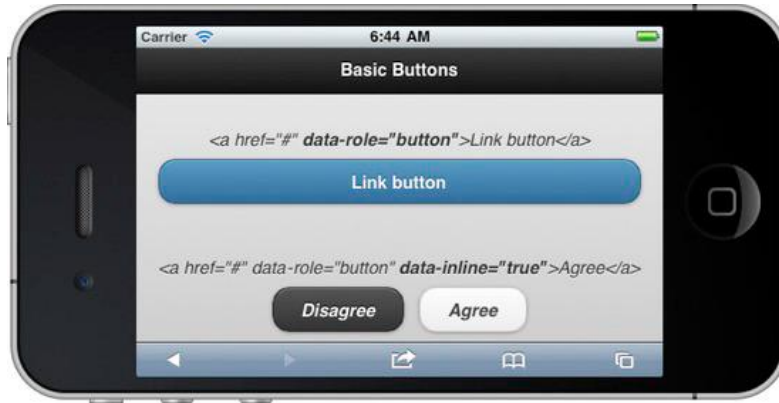 Carrier 6:44 AM
Basic Buttons
<a href="#" data-role="button">Link button</a>
Link button
<a href="#" data-role="button" data-inline="true">Agree</a>
Disagree Agree